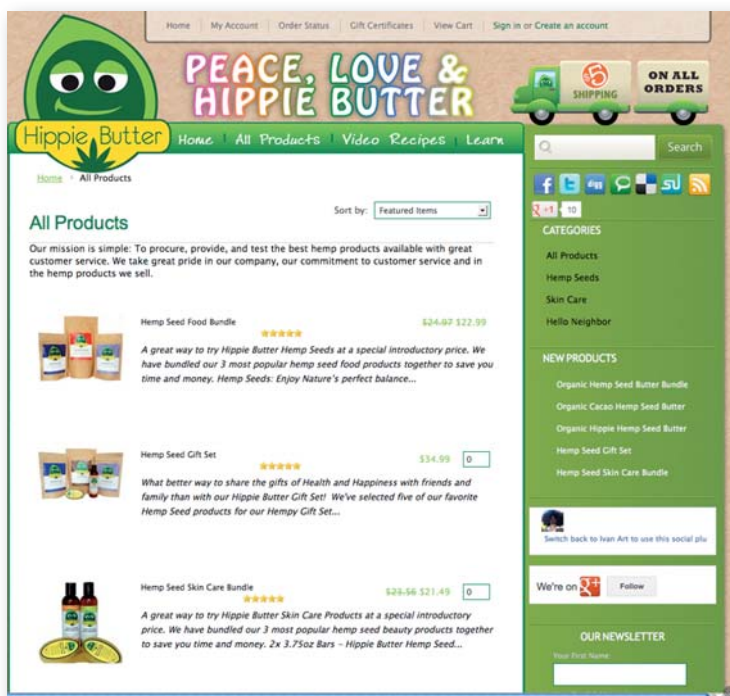 Home
My Account
Order Status
Gift Certificates
View Cart
Sign in or Create an account
PEACE, LOVE &
HIPPIE BUTTER
$5
SHIPPING
ON ALL
ORDERS
Hippie Butter
Home
All Products
Video Recipes
Learn
Search
Home
All Products
+1
10
All Products
Sort by:
Featured Items
Our mission is simple: To procure, provide, and test the best hemp products available with great
customer service. We take great pride in our company, our commitment to customer service and in
the hemp products we sell.
Hemp Seed Food Bundle
$24.97 $22.99
A great way to try Hippie Butter Hemp Seeds at a special introductory price. We
have bundled our 3 most popular hemp seed food products together to save you
time and money. Hemp Seeds: Enjoy Nature's perfect balance...
Hemp Seed Gift Set
$34.99
0
What better way to share the gifts of Health and Happiness with friends and
family than with our Hippie Butter Gift Set! We've selected five of our favorite
Hemp Seed products for our Hempy Gift Set...
Hemp Seed Skin Care Bundle
$23.56 $21.49
0
A great way to try Hippie Butter Skin Care Products at a special introductory
price. We have bundled our 3 most popular hemp seed beauty products together
to save you time and money. 2x 3.75oz Bars – Hippie Butter Hemp Seed...
CATEGORIES
All Products
Hemp Seeds
Skin Care
Hello Neighbor
NEW PRODUCTS
Organic Hemp Seed Butter Bundle
Organic Cacao Hemp Seed Butter
Organic Hippie Hemp Seed Butter
Hemp Seed Gift Set
Hemp Seed Skin Care Bundle
Switch back to Ivan Art to use this social plu
We're on g+ Follow
OUR NEWSLETTER
Your First Name: